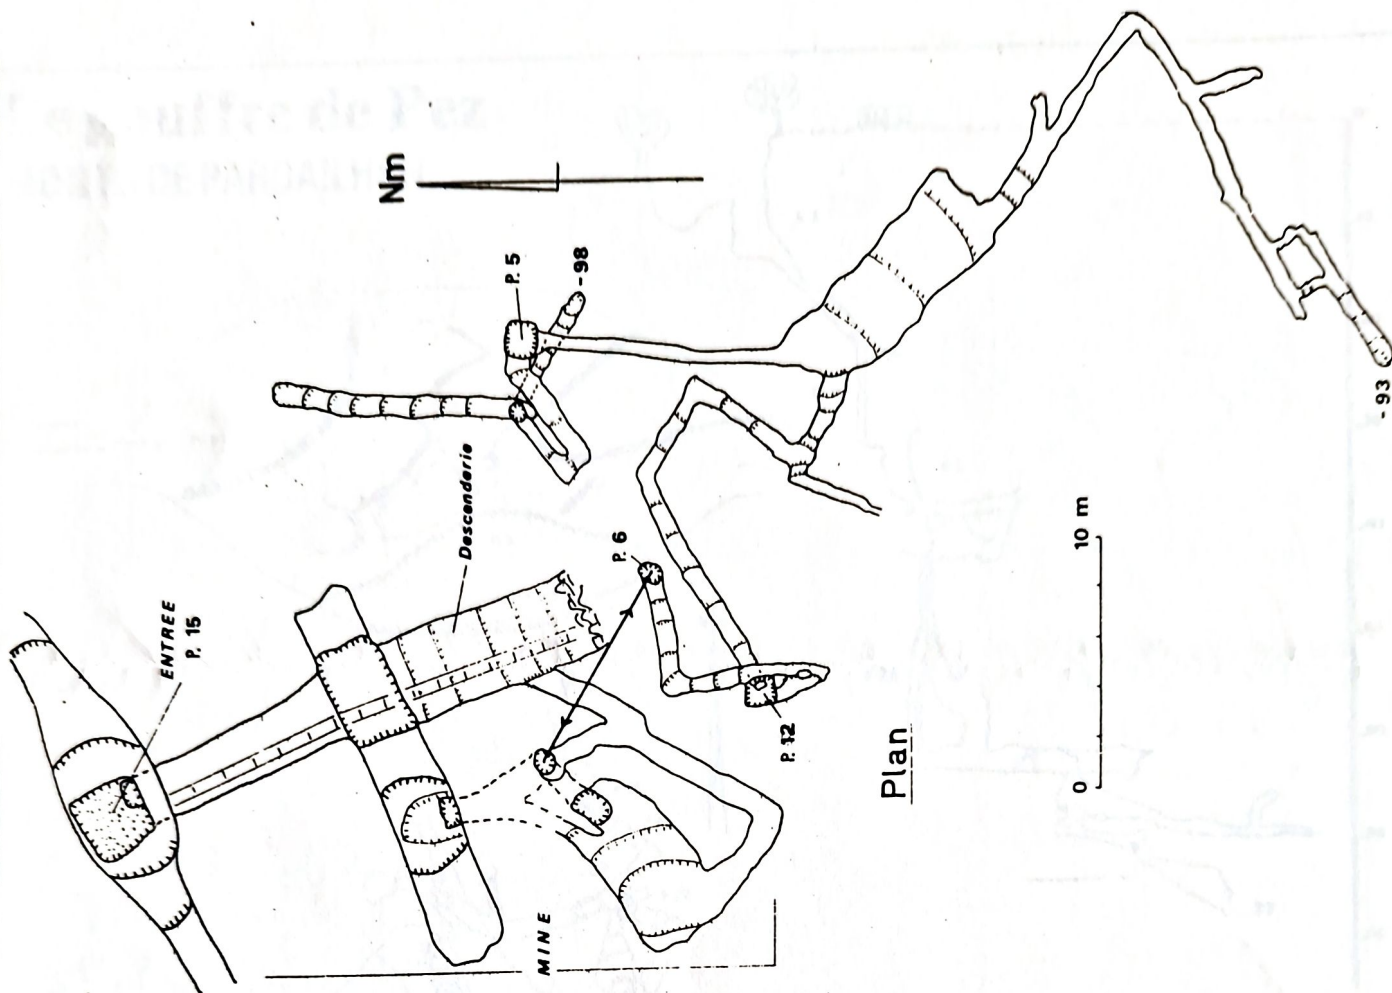 Nm
P. 5
- 98
Descenderie
ENTREE
P. 15
P. 6
P. 12
MINE
Plan
0
10 m
- 93